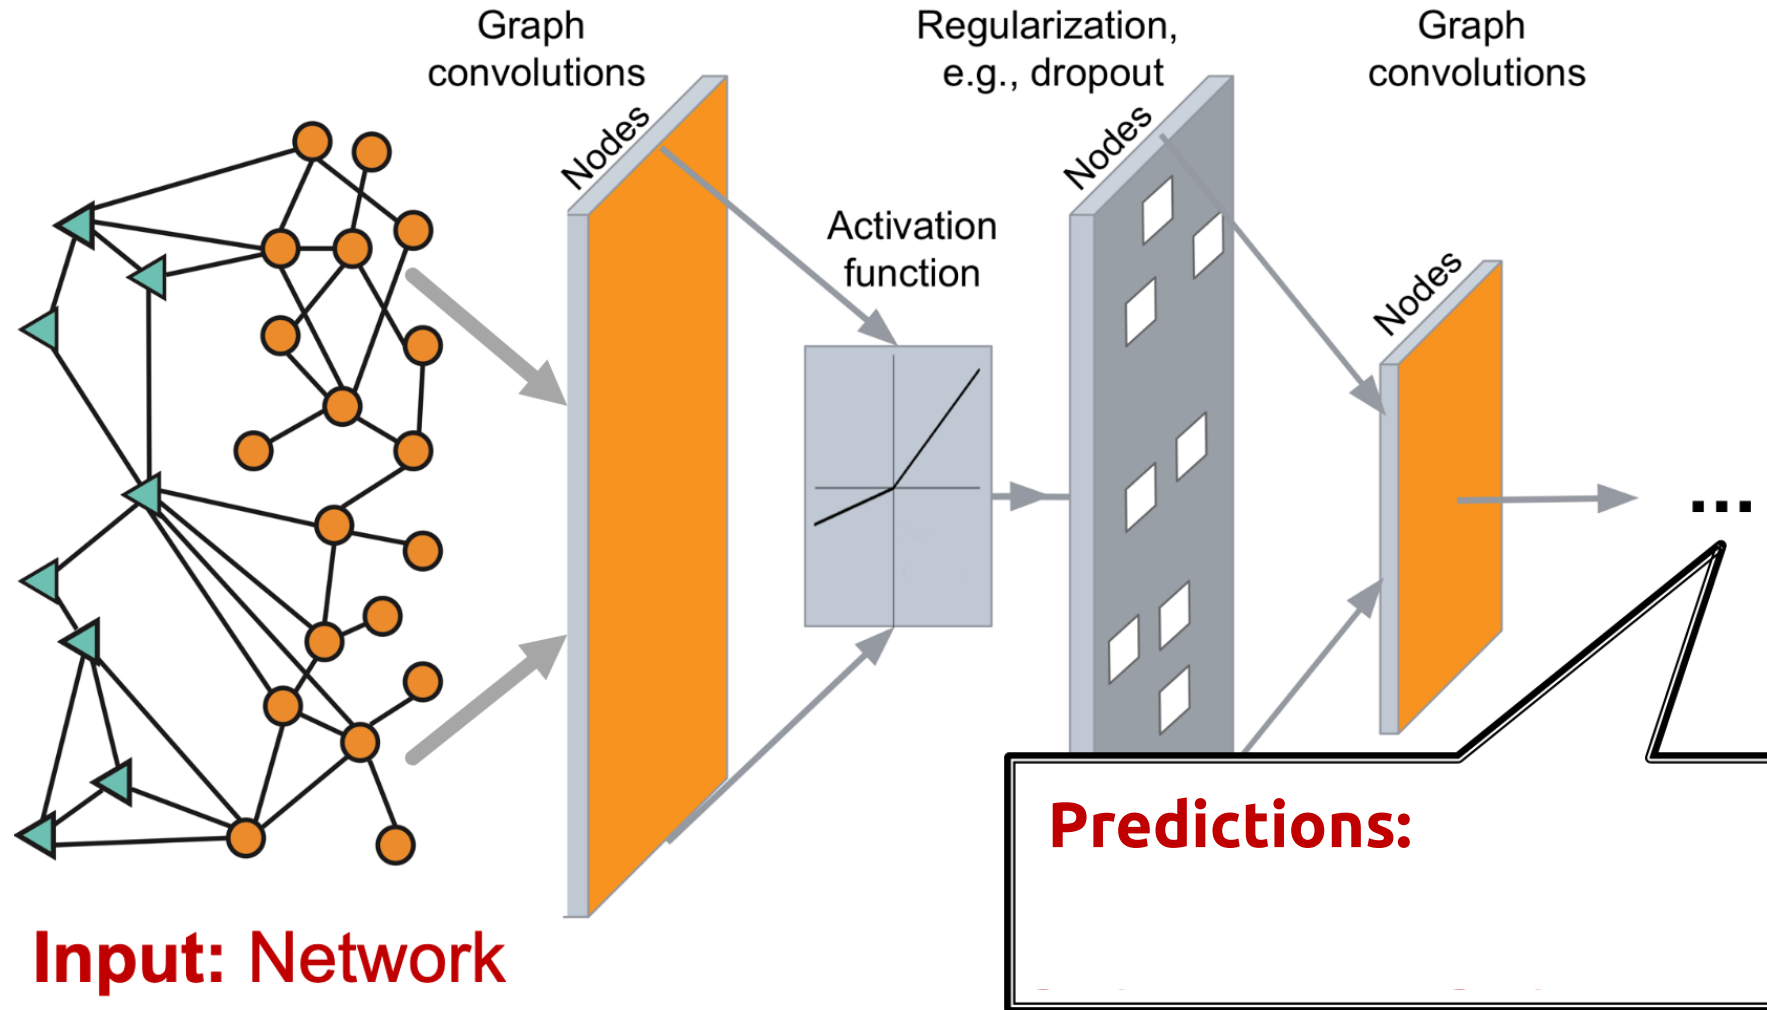 Graph
convolutions
Regularization,
e.g., dropout
Graph
convolutions
Nodes
Nodes
Activation
function
Nodes
...
Predictions:
Input: Network